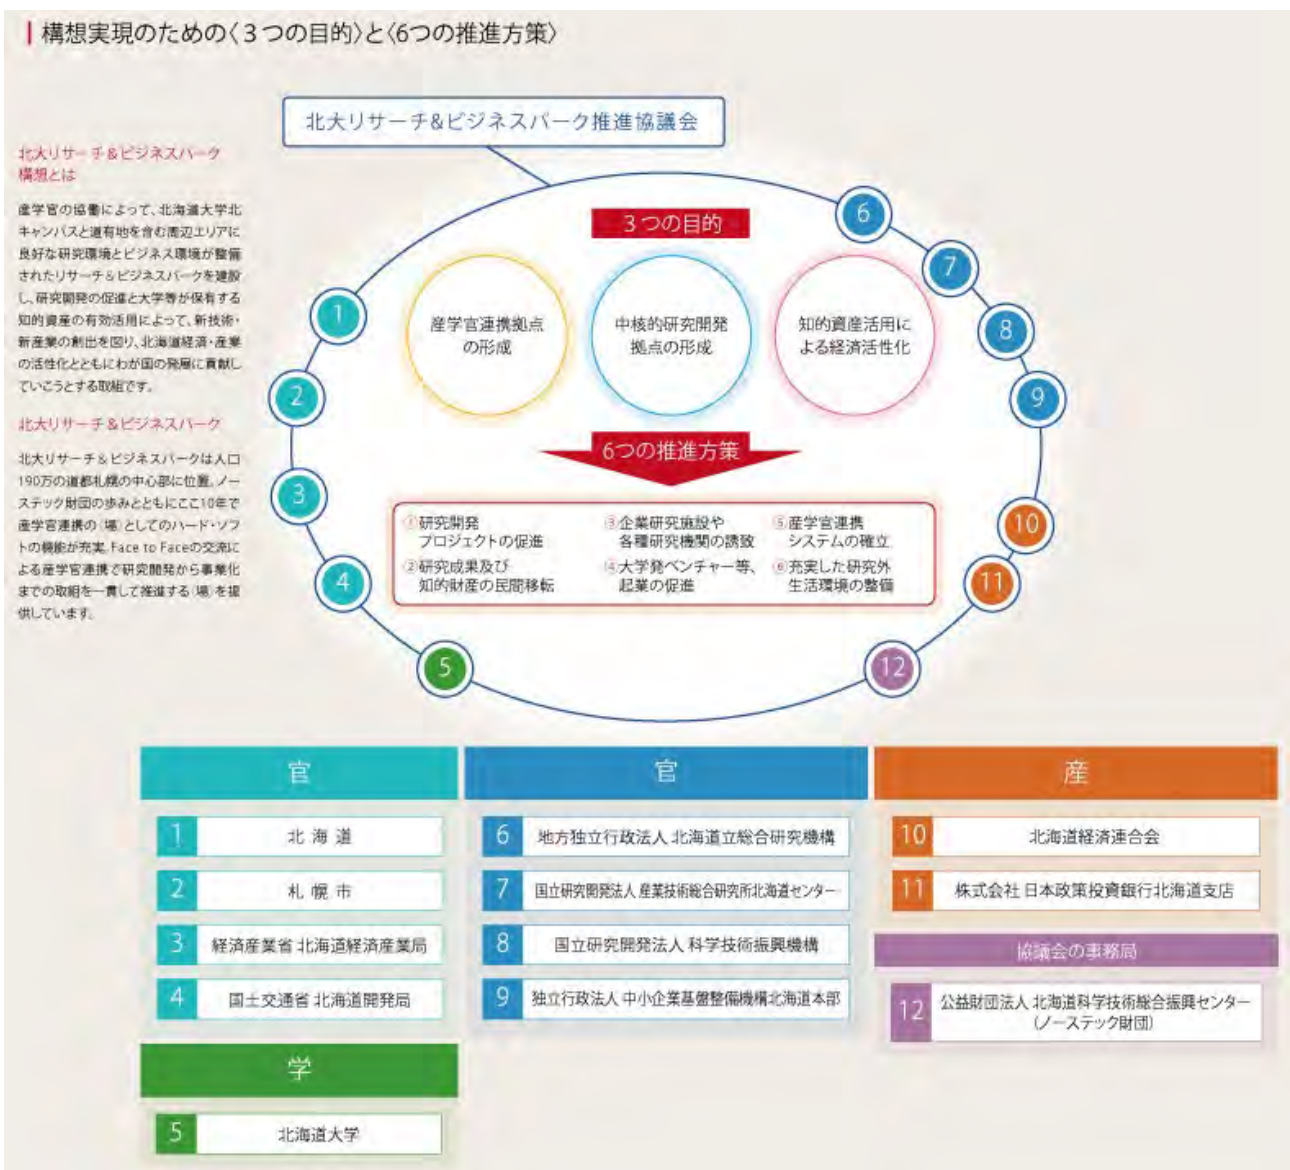 構想実現のための〈３つの目的〉と〈6つの推進方策〉
北大リサーチ&ビジネスパーク推進協議会
北大リサーチ＆ビジネスパーク
構想とは
産学官の協働によって、北海道大学北
キャンパスと道有地を含む周辺エリアに
良好な研究環境とビジネス環境が整備
されたリサーチ＆ビジネスパークを建設
し、研究開発の促進と大学等が保有する
知的資産の有効活用によって、新技術・
新産業の創出を図り、北海道経済・産業
の活性化とともにわが国の発展に貢献し
ていこうとする取組です。
北大リサーチ＆ビジネスパーク
北大リサーチ＆ビジネスパークは人口
190万の道都札幌の中心部に位置。ノー
ステック財団の歩みとともにここ10年で
産学官連携の〈場〉としてのハード・ソフ
トの機能が充実。Face to Faceの交流に
よる産学官連携で研究開発から事業化
までの取組を一貫して推進する〈場〉を提
供しています。
３つの目的
産学官連携拠点
の形成
中核的研究開発
拠点の形成
知的資産活用に
よる経済活性化
6つの推進方策
①研究開発
プロジェクトの促進
②研究成果及び
知的財産の民間移転
③企業研究施設や
各種研究機関の誘致
④大学発ベンチャー等、
起業の促進
⑤産学官連携
システムの確立
⑥充実した研究外
生活環境の整備
1
2
3
4
5
6
7
8
9
10
11
12
官
1 北海道
2 札幌市
3 経済産業省 北海道経済産業局
4 国土交通省 北海道開発局
学
5 北海道大学
官
6 地方独立行政法人 北海道立総合研究機構
7 国立研究開発法人 産業技術総合研究所北海道センター
8 国立研究開発法人 科学技術振興機構
9 独立行政法人 中小企業基盤整備機構北海道本部
産
10 北海道経済連合会
11 株式会社 日本政策投資銀行北海道支店
協議会の事務局
12 公益財団法人 北海道科学技術総合振興センター
(ノーステック財団)